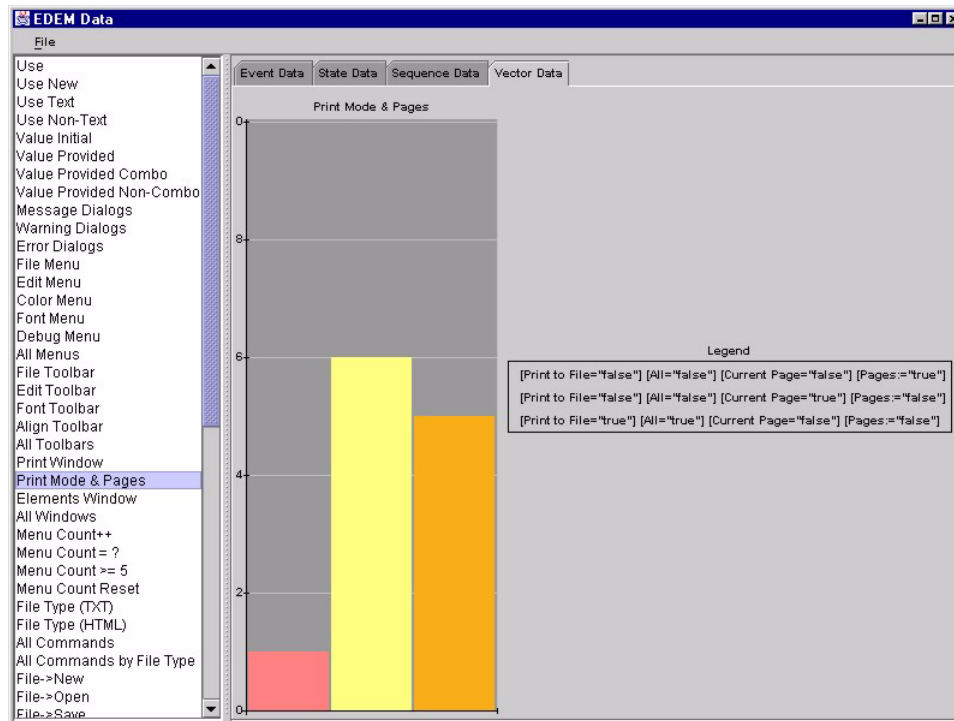 EDEM Data
File
Use
Use New
Use Text
Use Non-Text
Value Initial
Value Provided
Value Provided Combo
Value Provided Non-Combo
Message Dialogs
Warning Dialogs
Error Dialogs
File Menu
Edit Menu
Color Menu
Font Menu
Debug Menu
All Menus
File Toolbar
Edit Toolbar
Font Toolbar
Align Toolbar
All Toolbars
Print Window
Print Mode & Pages
Elements Window
All Windows
Menu Count++
Menu Count = ?
Menu Count >= 5
Menu Count Reset
File Type (TXT)
File Type (HTML)
All Commands
All Commands by File Type
File->New
File->Open
File->Save
Event Data
State Data
Sequence Data
Vector Data
Print Mode & Pages
0
8
6
4
2
0
Legend
[Print to File="false"] [All="false"] [Current Page="false"] [Pages:="true"]
[Print to File="false"] [All="false"] [Current Page="true"] [Pages:="false"]
[Print to File="true"] [All="true"] [Current Page="false"] [Pages:="false"]